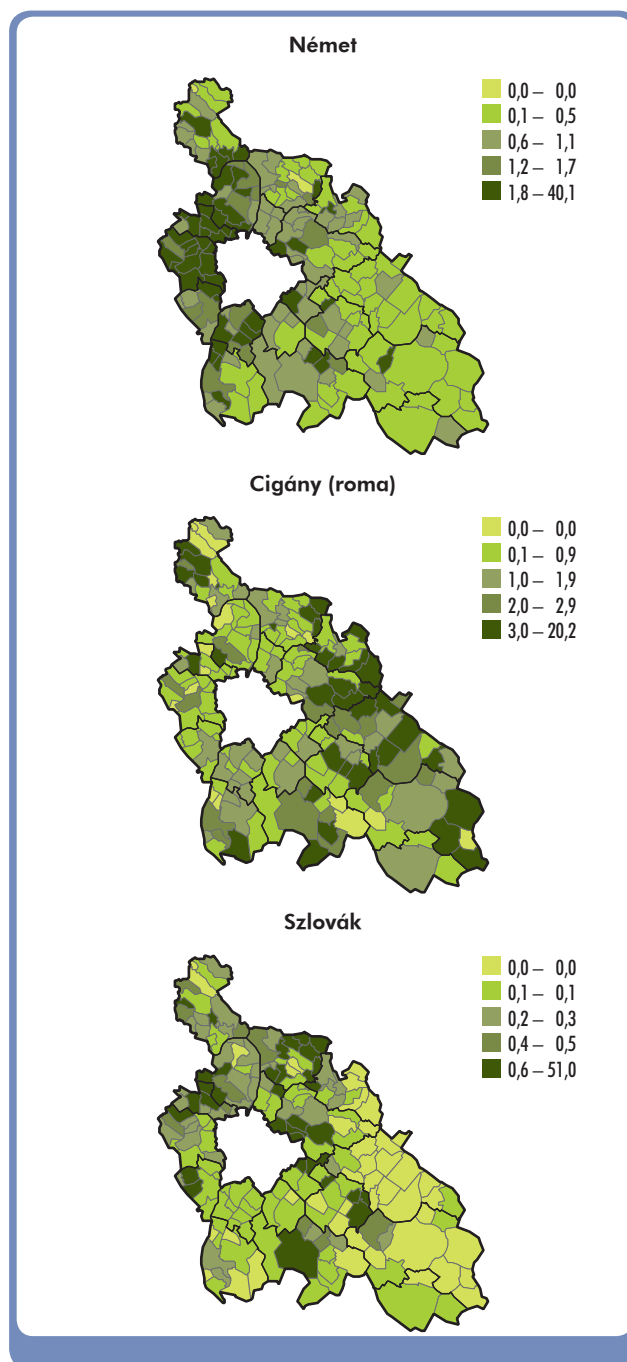 Német
0,0 – 0,0
0,1 – 0,5
0,6 – 1,1
1,2 – 1,7
1,8 – 40,1
Cigány (roma)
0,0 – 0,0
0,1 – 0,9
1,0 – 1,9
2,0 – 2,9
3,0 – 20,2
Szlovák
0,0 – 0,0
0,1 – 0,1
0,2 – 0,3
0,4 – 0,5
0,6 – 51,0